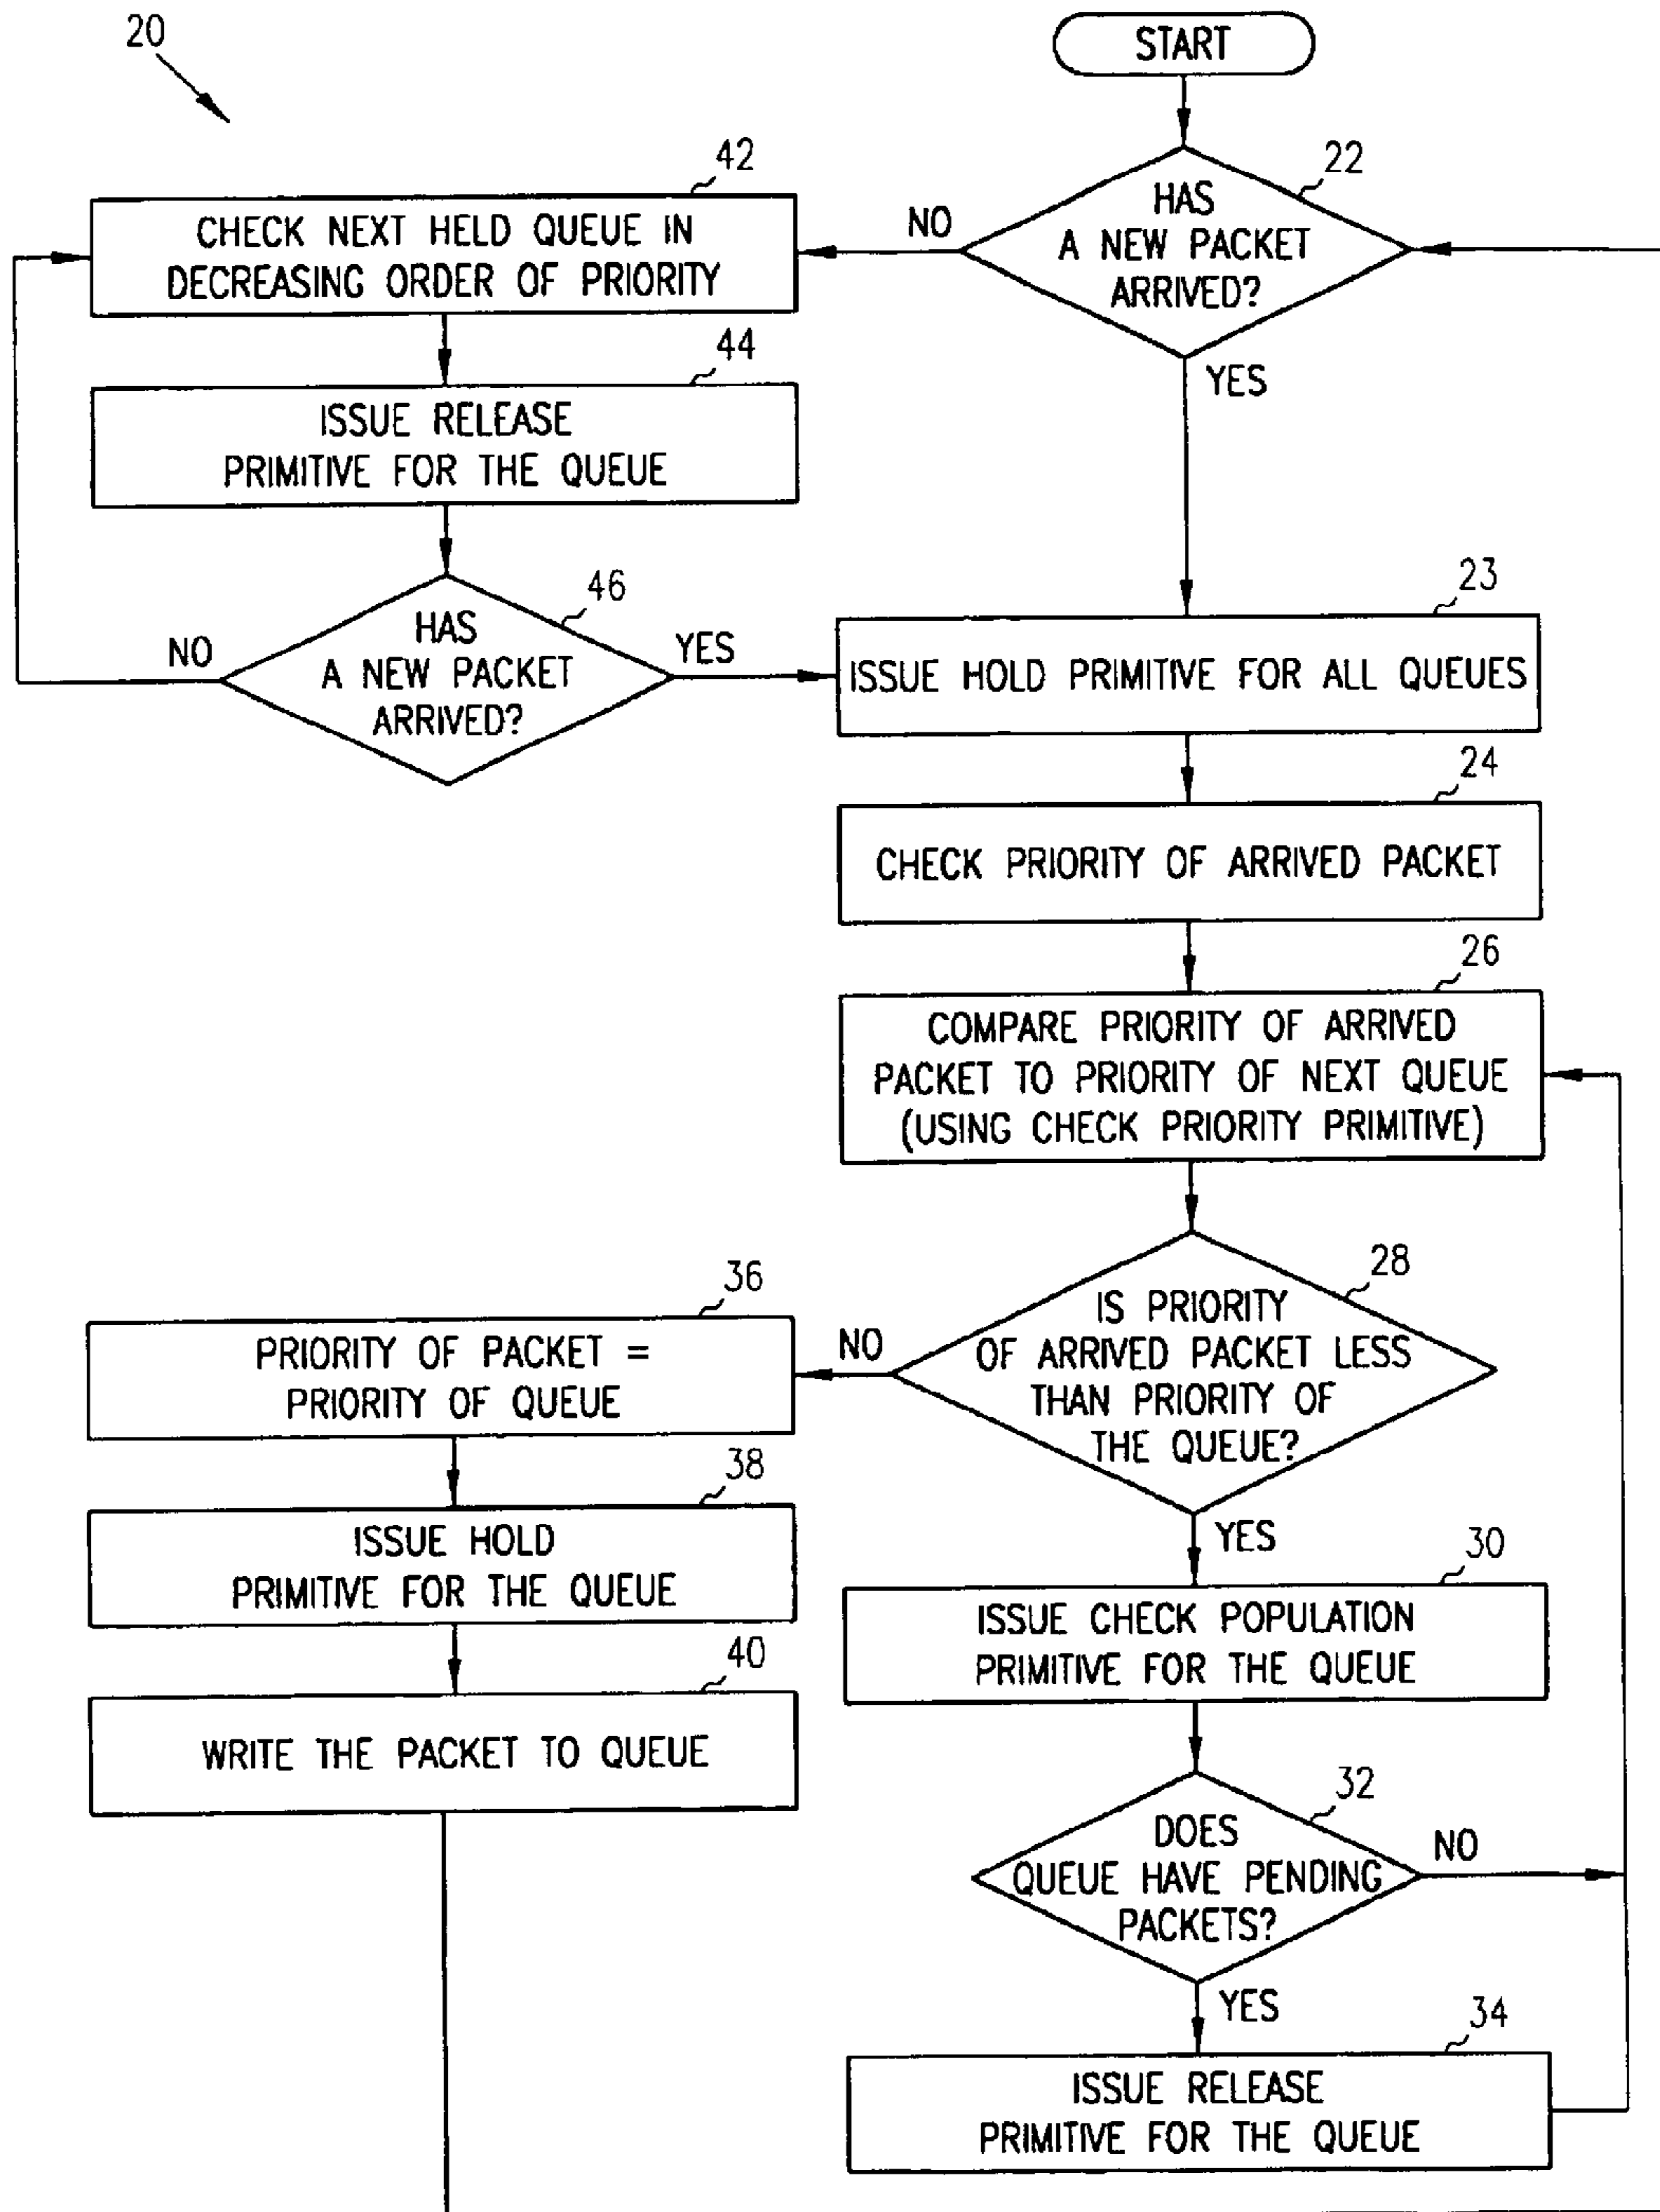 20
START
42
22
CHECK NEXT HELD QUEUE IN
DECREASING ORDER OF PRIORITY
NO
HAS
A NEW PACKET
ARRIVED?
44
YES
ISSUE RELEASE
PRIMITIVE FOR THE QUEUE
46
23
NO
HAS
A NEW PACKET
ARRIVED?
YES
ISSUE HOLD PRIMITIVE FOR ALL QUEUES
24
CHECK PRIORITY OF ARRIVED PACKET
26
COMPARE PRIORITY OF ARRIVED
PACKET TO PRIORITY OF NEXT QUEUE
(USING CHECK PRIORITY PRIMITIVE)
28
IS PRIORITY
OF ARRIVED PACKET LESS
THAN PRIORITY OF
THE QUEUE?
NO
36
PRIORITY OF PACKET =
PRIORITY OF QUEUE
38
ISSUE HOLD
PRIMITIVE FOR THE QUEUE
40
WRITE THE PACKET TO QUEUE
YES
30
ISSUE CHECK POPULATION
PRIMITIVE FOR THE QUEUE
32
DOES
QUEUE HAVE PENDING
PACKETS?
NO
YES
34
ISSUE RELEASE
PRIMITIVE FOR THE QUEUE